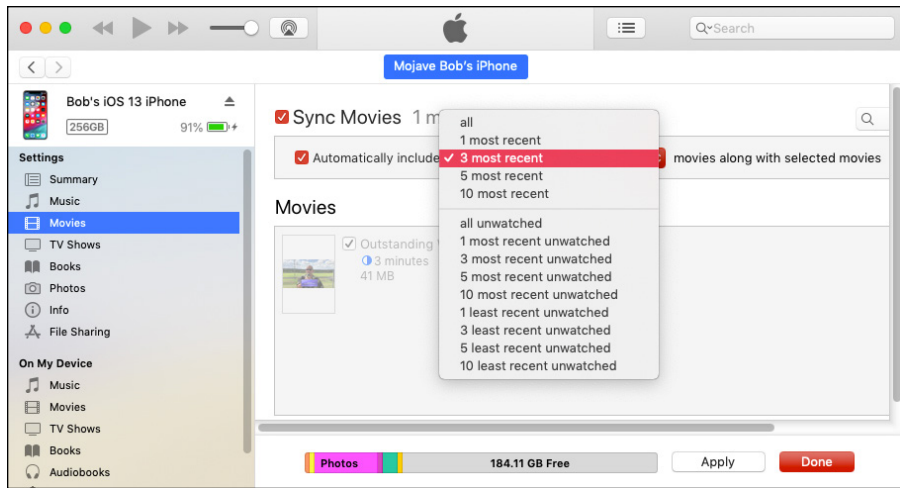 Search
Mojave Bob's iPhone
Bob's iOS 13 iPhone
256GB 91%
Settings
Summary
Music
Movies
TV Shows
Books
Photos
Info
File Sharing
On My Device
Music
Movies
TV Shows
Books
Audiobooks
Sync Movies 1
Automatically include
all
1 most recent
✓ 3 most recent
5 most recent
10 most recent
all unwatched
1 most recent unwatched
3 most recent unwatched
5 most recent unwatched
10 most recent unwatched
1 least recent unwatched
3 least recent unwatched
5 least recent unwatched
10 least recent unwatched
movies along with selected movies
Movies
Outstanding
3 minutes
41 MB
Photos 184.11 GB Free Apply Done